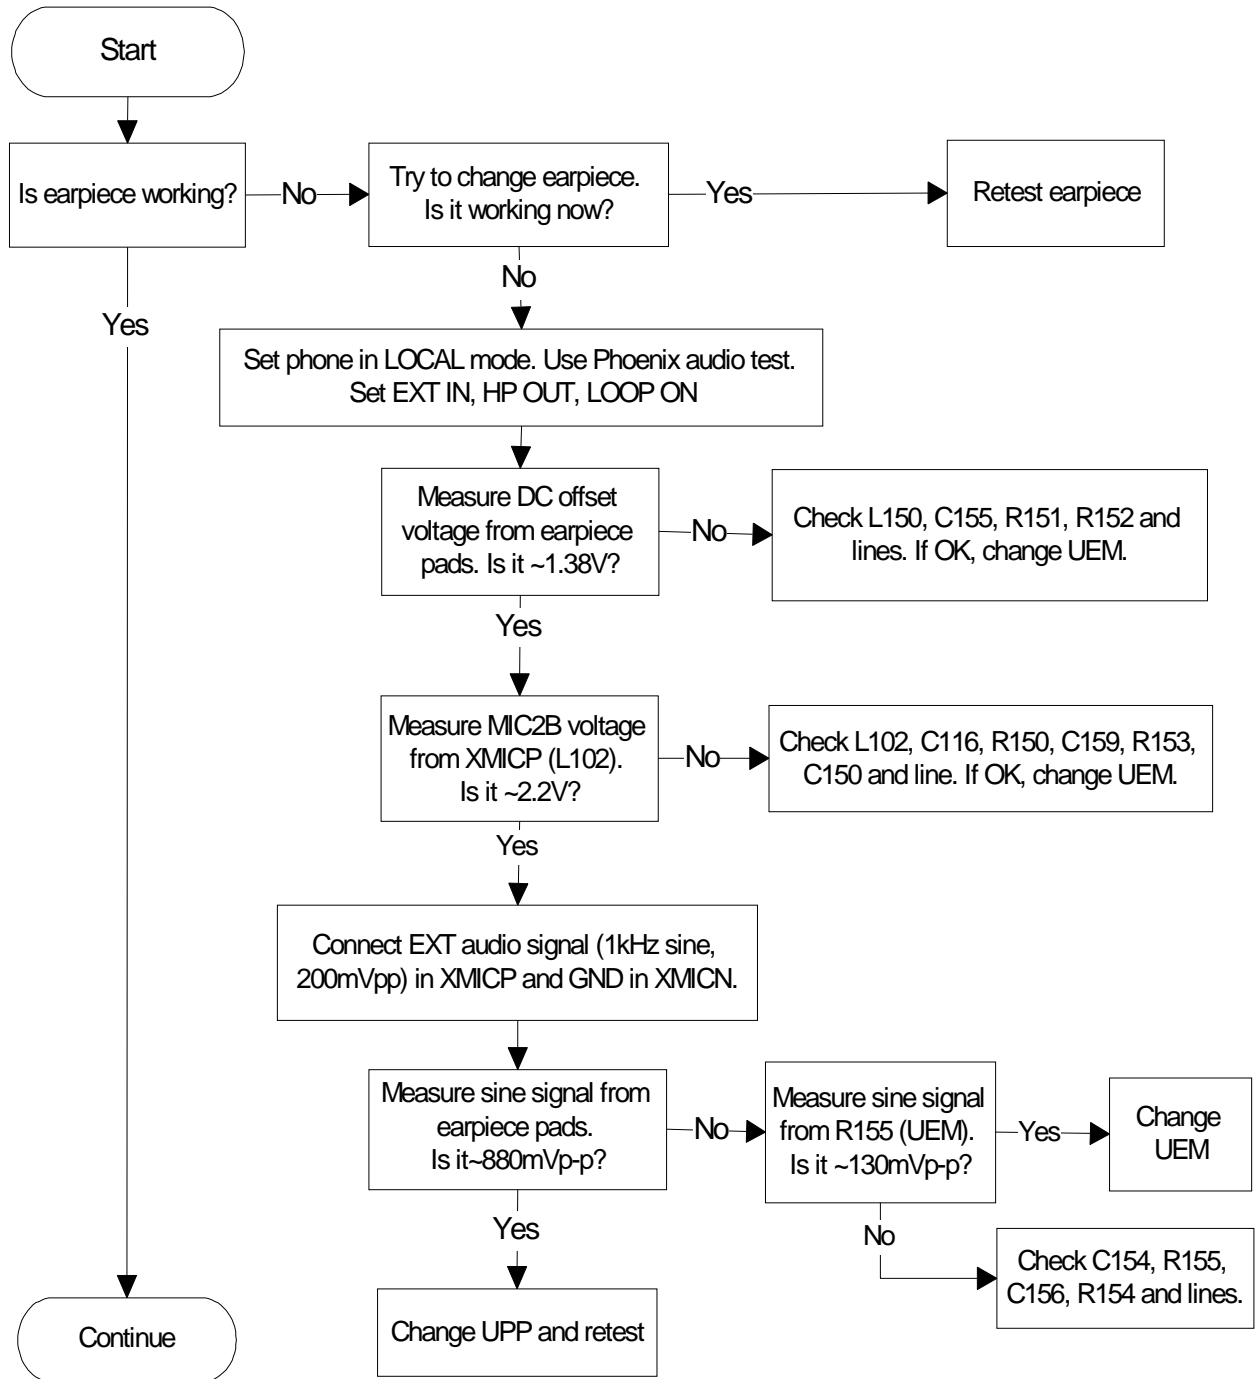 Start
Is earpiece working?
No
Try to change earpiece.
Is it working now?
Yes
Retest earpiece
No
Yes
Set phone in LOCAL mode. Use Phoenix audio test.
Set EXT IN, HP OUT, LOOP ON
Measure DC offset
voltage from earpiece
pads. Is it ~1.38V?
No
Check L150, C155, R151, R152 and
lines. If OK, change UEM.
Yes
Measure MIC2B voltage
from XMICP (L102).
Is it ~2.2V?
No
Check L102, C116, R150, C159, R153,
C150 and line. If OK, change UEM.
Yes
Connect EXT audio signal (1kHz sine,
200mVpp) in XMICP and GND in XMICN.
Measure sine signal from
earpiece pads.
Is it~880mVp-p?
No
Measure sine signal
from R155 (UEM).
Is it ~130mVp-p?
Yes
Change
UEM
Yes
No
Check C154, R155,
C156, R154 and lines.
Change UPP and retest
Continue